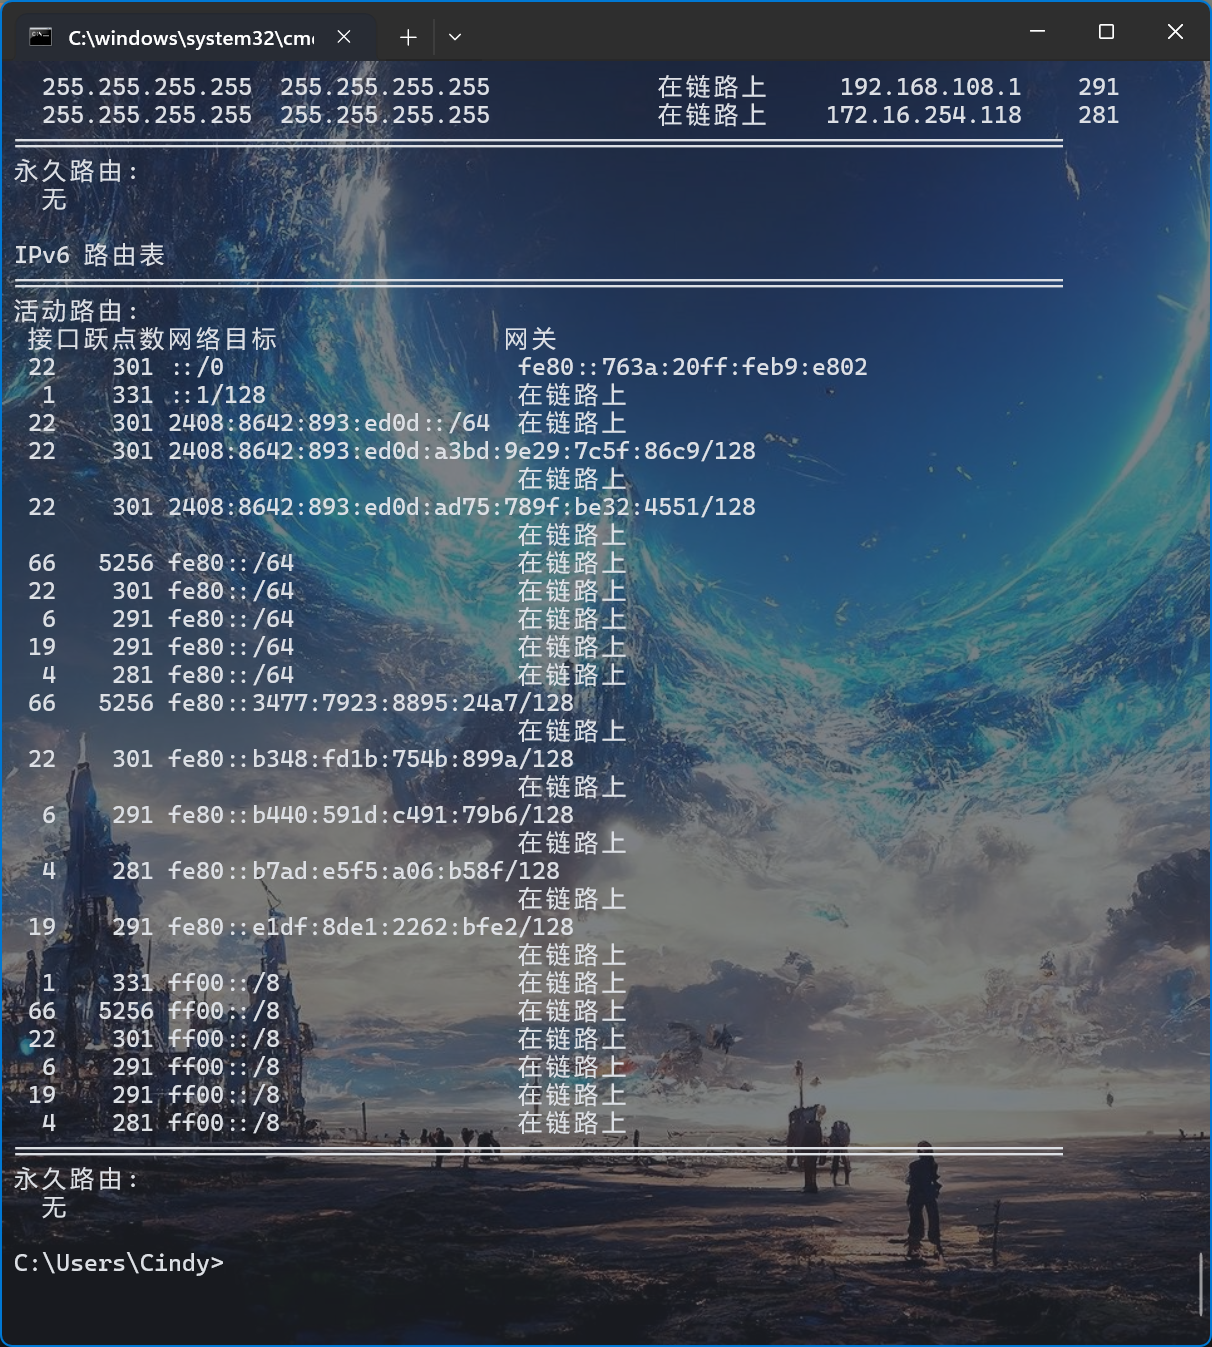 C:\windows\system32\cm
255.255.255.255  255.255.255.255            在链路上     192.168.108.1    291
255.255.255.255  255.255.255.255            在链路上    172.16.254.118    281
===========================================================================
永久路由:
  无

IPv6 路由表
===========================================================================
活动路由:
 接口跃点数网络目标                网关
 22    301 ::/0                     fe80::763a:20ff:feb9:e802
  1    331 ::1/128                  在链路上
 22    301 2408:8642:893:ed0d::/64  在链路上
 22    301 2408:8642:893:ed0d:a3bd:9e29:7c5f:86c9/128
                                    在链路上
 22    301 2408:8642:893:ed0d:ad75:789f:be32:4551/128
                                    在链路上
 66   5256 fe80::/64                在链路上
 22    301 fe80::/64                在链路上
  6    291 fe80::/64                在链路上
 19    291 fe80::/64                在链路上
  4    281 fe80::/64                在链路上
 66   5256 fe80::3477:7923:8895:24a7/128
                                    在链路上
 22    301 fe80::b348:fd1b:754b:899a/128
                                    在链路上
  6    291 fe80::b440:591d:c491:79b6/128
                                    在链路上
  4    281 fe80::b7ad:e5f5:a06:b58f/128
                                    在链路上
 19    291 fe80::e1df:8de1:2262:bfe2/128
                                    在链路上
  1    331 ff00::/8                 在链路上
 66   5256 ff00::/8                 在链路上
 22    301 ff00::/8                 在链路上
  6    291 ff00::/8                 在链路上
 19    291 ff00::/8                 在链路上
  4    281 ff00::/8                 在链路上
===========================================================================
永久路由:
  无

C:\Users\Cindy>